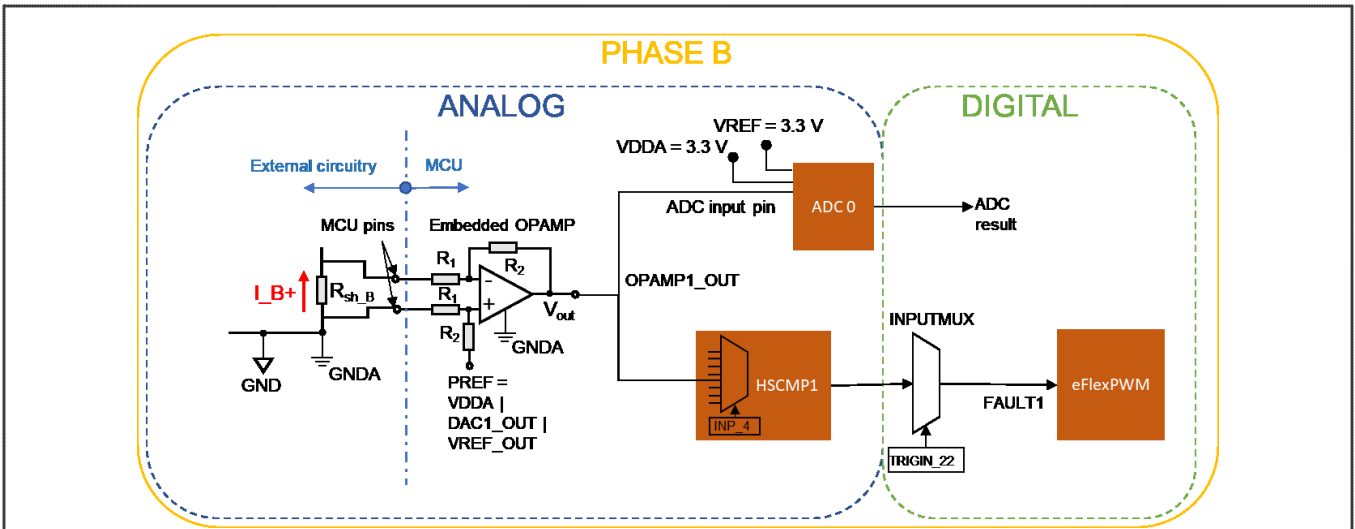 PHASE B
ANALOG
DIGITAL
VREF = 3.3 V
VDDA = 3.3 V
External circuitry
MCU
ADC input pin
ADC 0
ADC
result
MCU pins
Embedded OPAMP
R1
R2
I_B+
Rsh_B
R1
-
+
OPAMP1_OUT
Vout
R2
GNDA
INPUTMUX
GND
GNDA
PREF =
VDDA |
DAC1_OUT |
VREF_OUT
HSCMP1
INP_4
FAULT1
eFlexPWM
TRIGIN_22